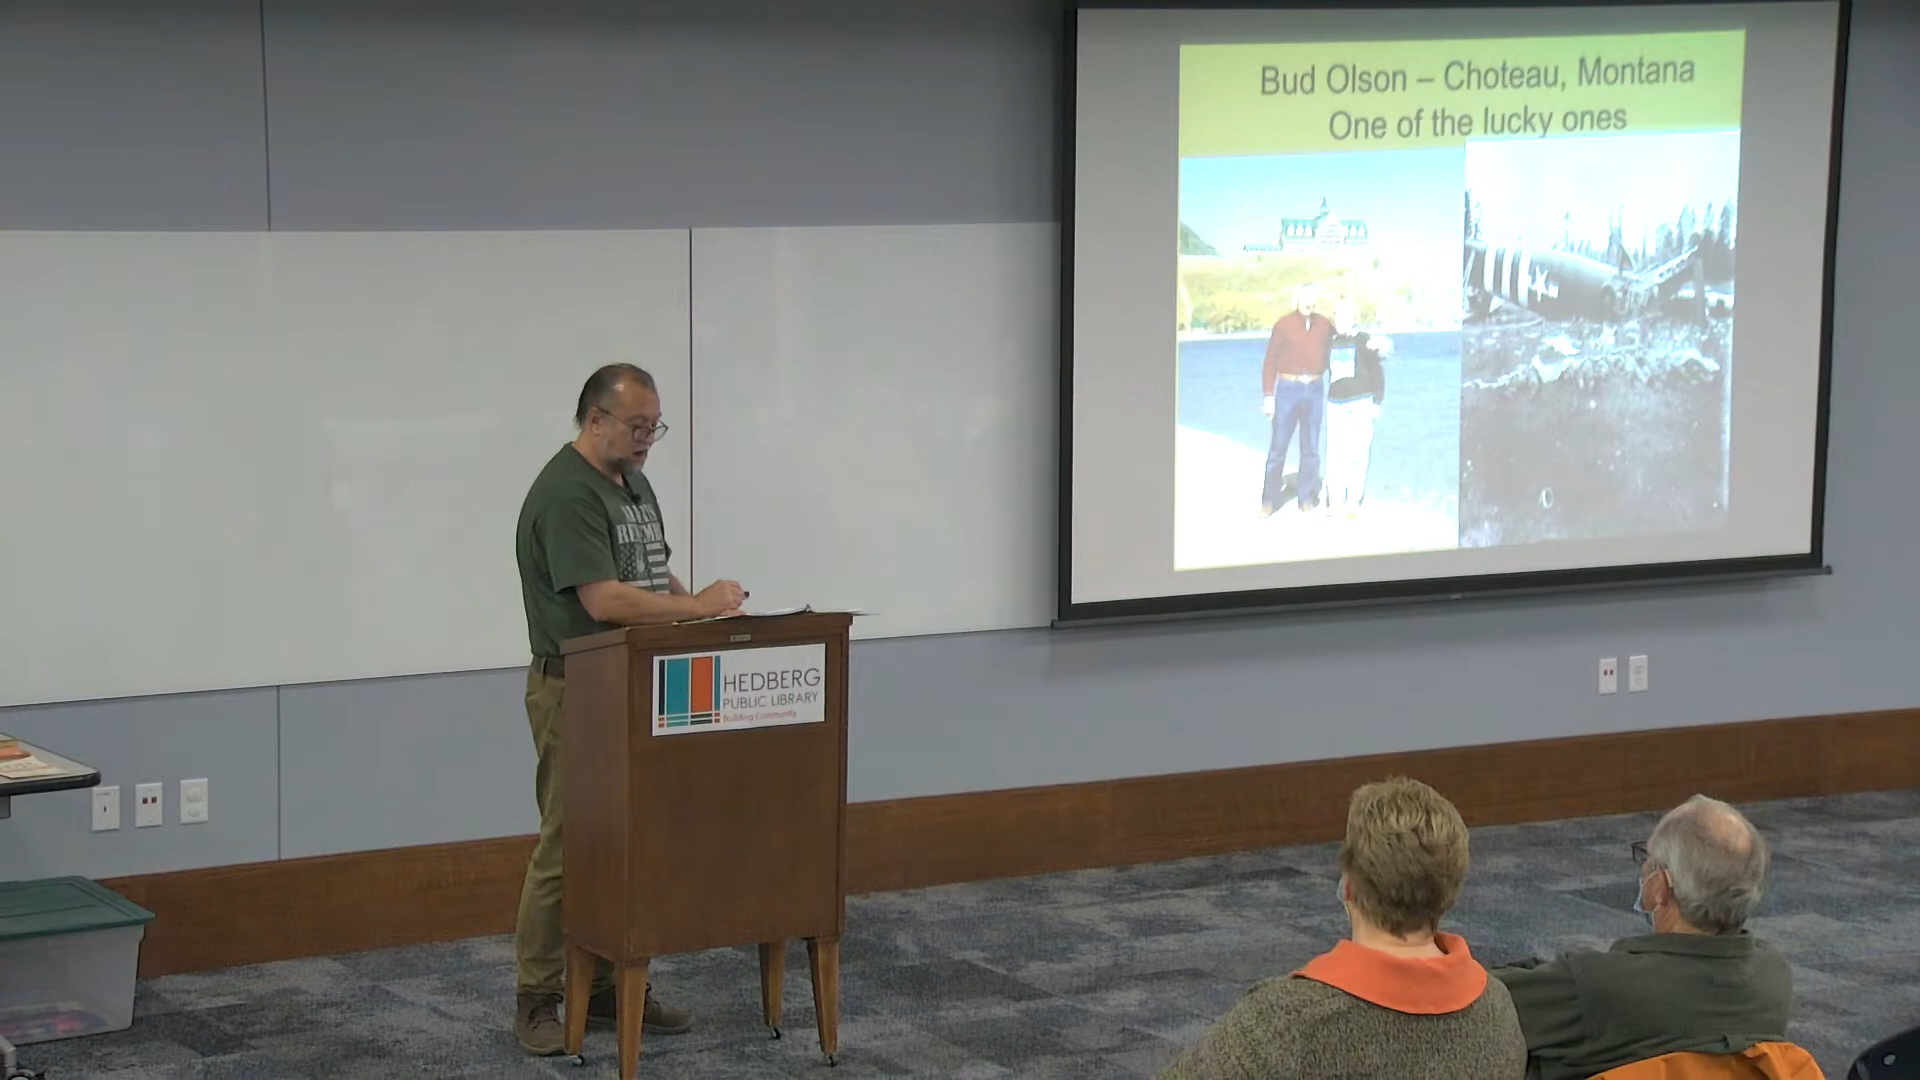 Bud Olson – Choteau, Montana
One of the lucky ones
HEDBERG
PUBLIC LIBRARY
Building Community